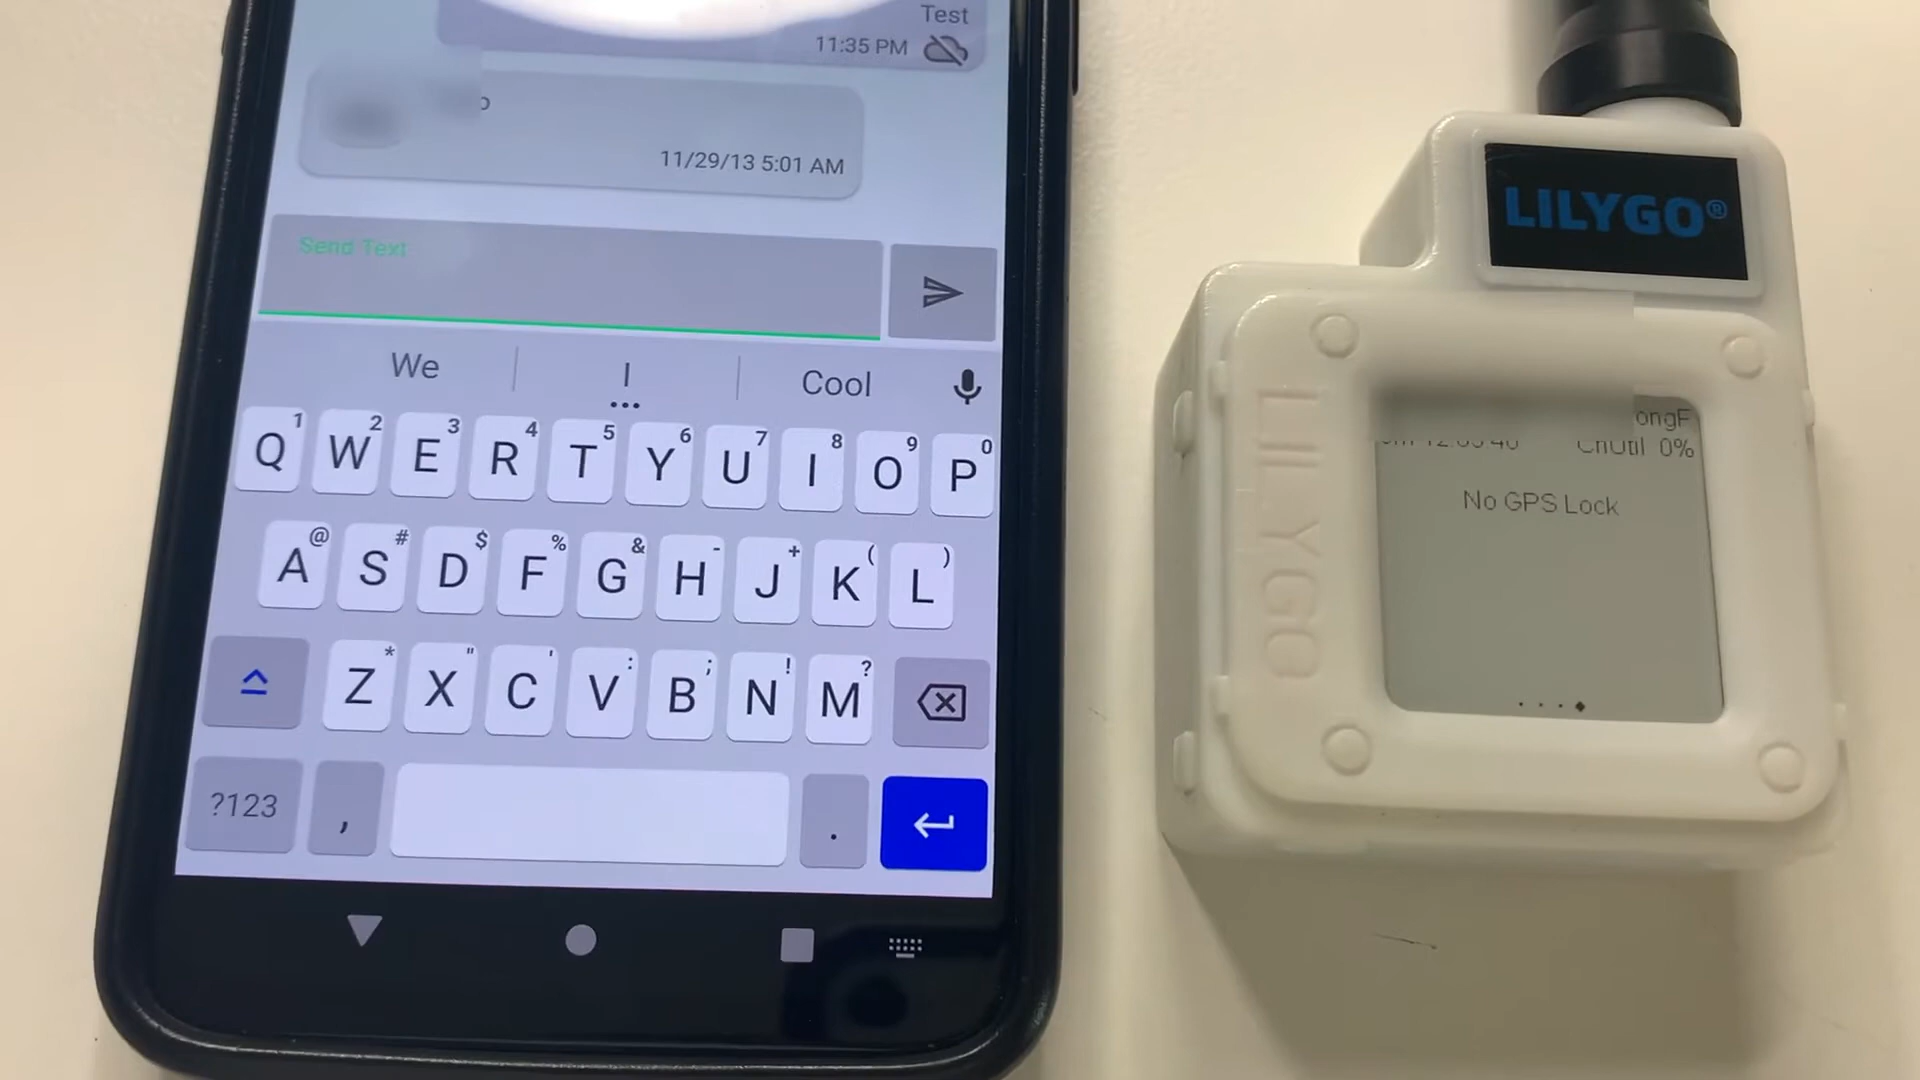 Test
11:35 PM
11/29/13 5:01 AM
Send Text
We
I
Cool
1 2 3 4 5 6 7 8 9 0
Q W E R T Y U I O P
@ # $ % & - + ( )
A S D F G H J K L
* " ' : ; ! ?
Z X C V B N M
?123 , .
LILYGO®
LILYGO
ongF
ChUtil 0%
No GPS Lock